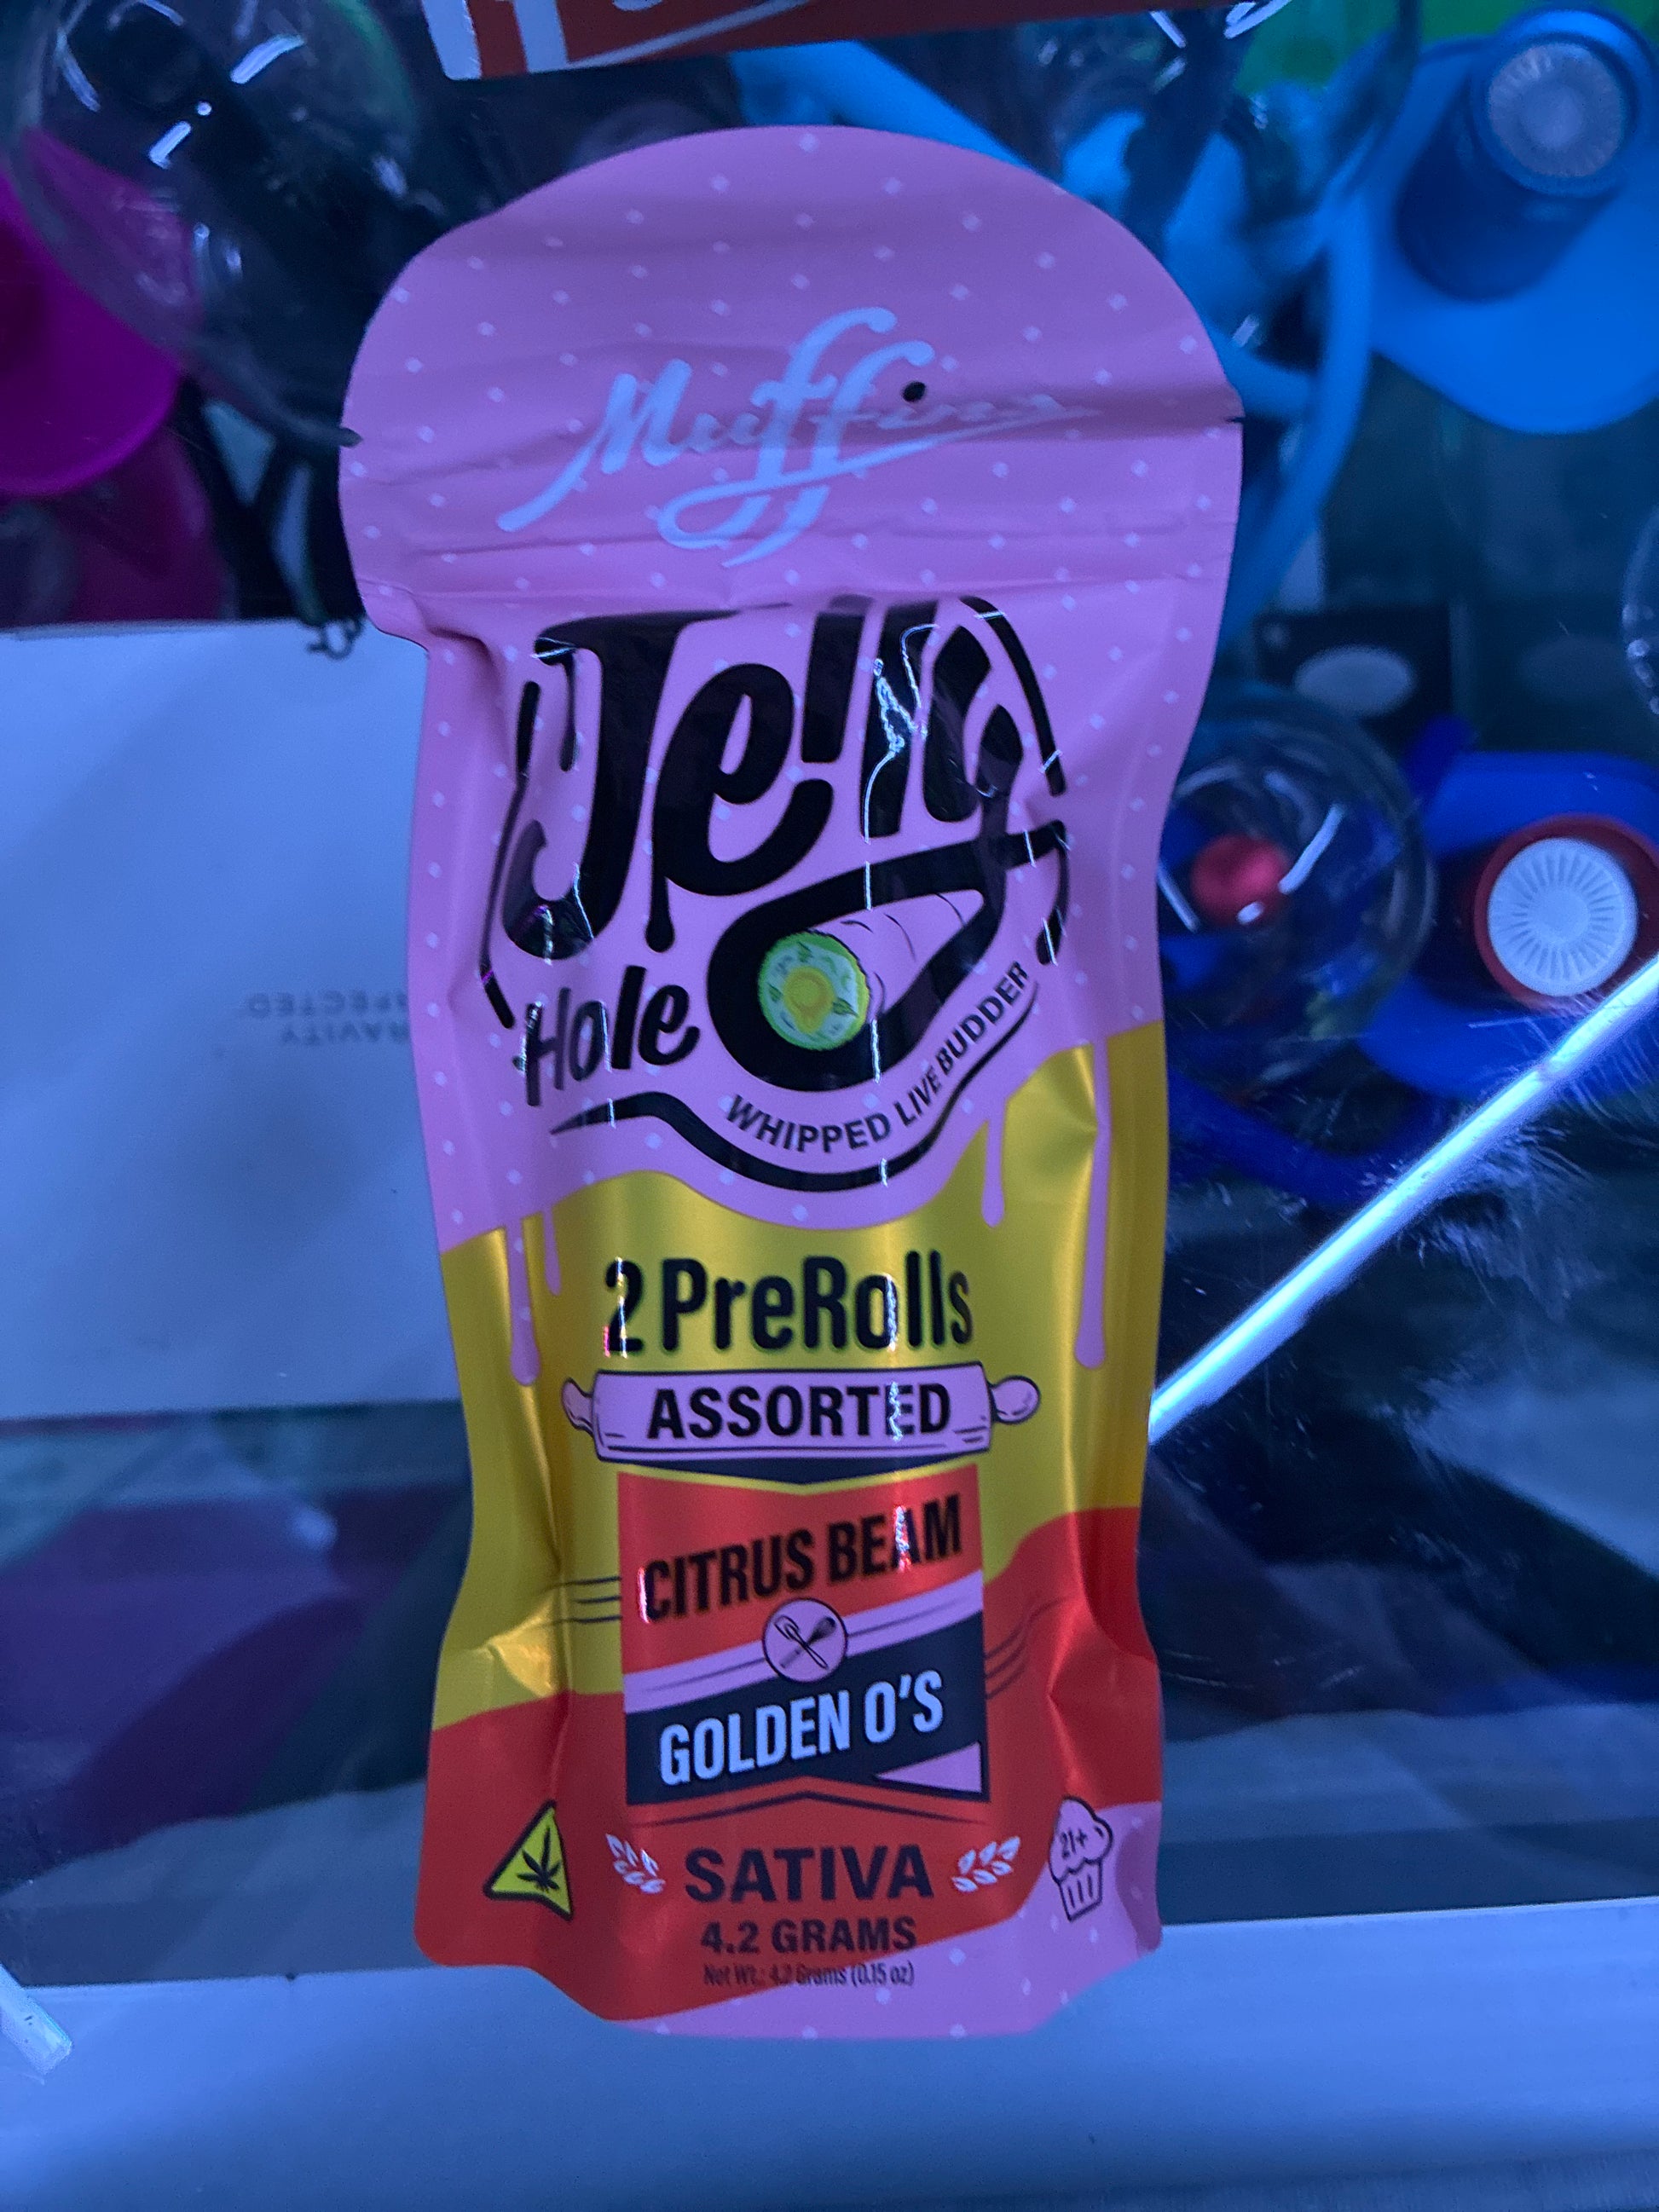 Muffins
Jelly
Hole
WHIPPED LIVE BUDDER
2 PreRolls
ASSORTED
CITRUS BEAM
GOLDEN O'S
21+
SATIVA
4.2 GRAMS
Net Wt.: 4.2 Grams (0.15 oz)